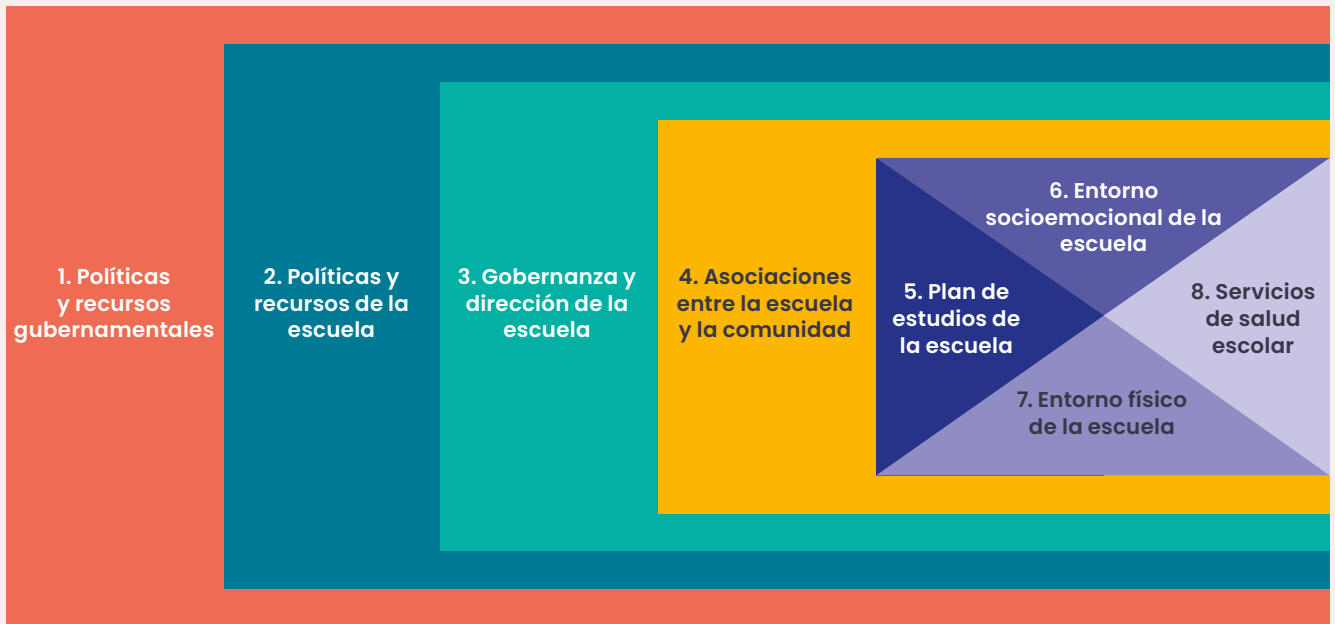 1. Políticas
y recursos
gubernamentales
2. Políticas y
recursos de la
escuela
3. Gobernanza y
dirección de la
escuela
4. Asociaciones
entre la escuela
y la comunidad
5. Plan de
estudios de
la escuela
6. Entorno
socioemocional de la
escuela
7. Entorno físico
de la escuela
8. Servicios
de salud
escolar